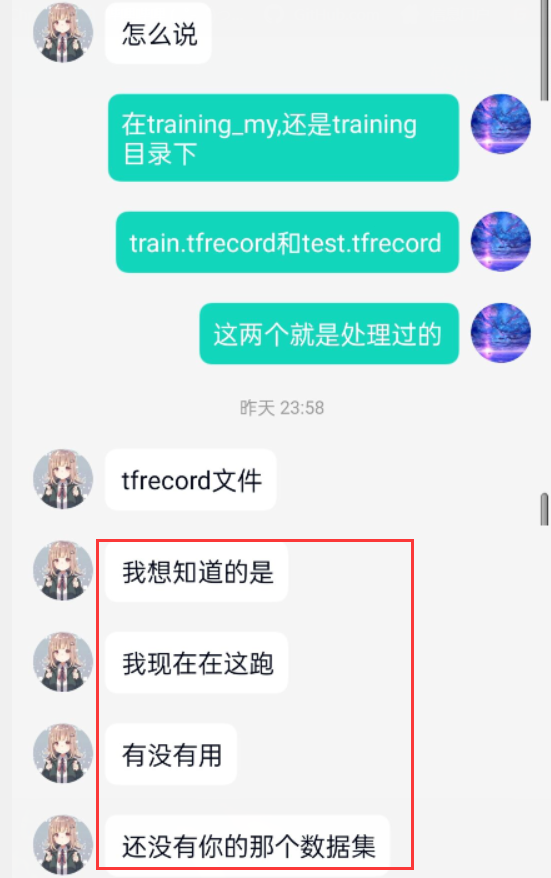 怎么说
在training_my,还是training
目录下
train.tfrecord和test.tfrecord
这两个就是处理过的
昨天 23:58
tfrecord文件
我想知道的是
我现在在这跑
有没有用
还没有你的那个数据集